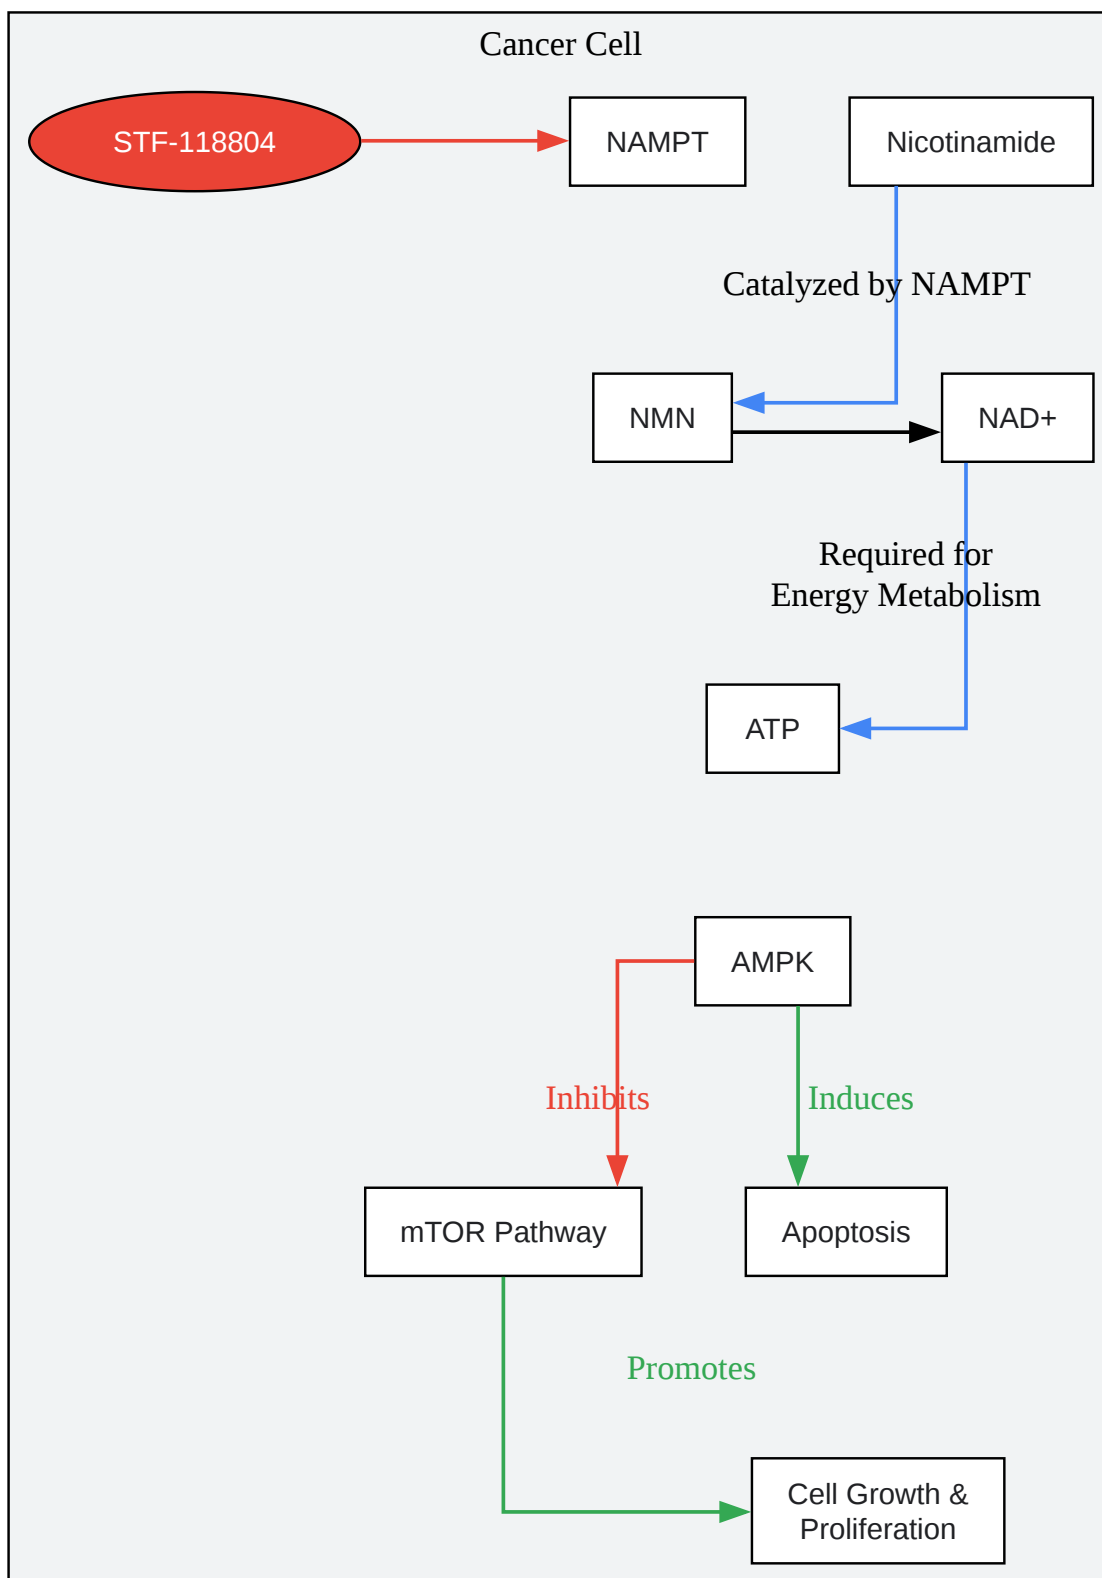 Cancer Cell
STF-118804
NAMPT
Nicotinamide
Catalyzed by NAMPT
NMN
NAD+
Required for
Energy Metabolism
ATP
AMPK
Inhibits
Induces
mTOR Pathway
Apoptosis
Promotes
Cell Growth &
Proliferation